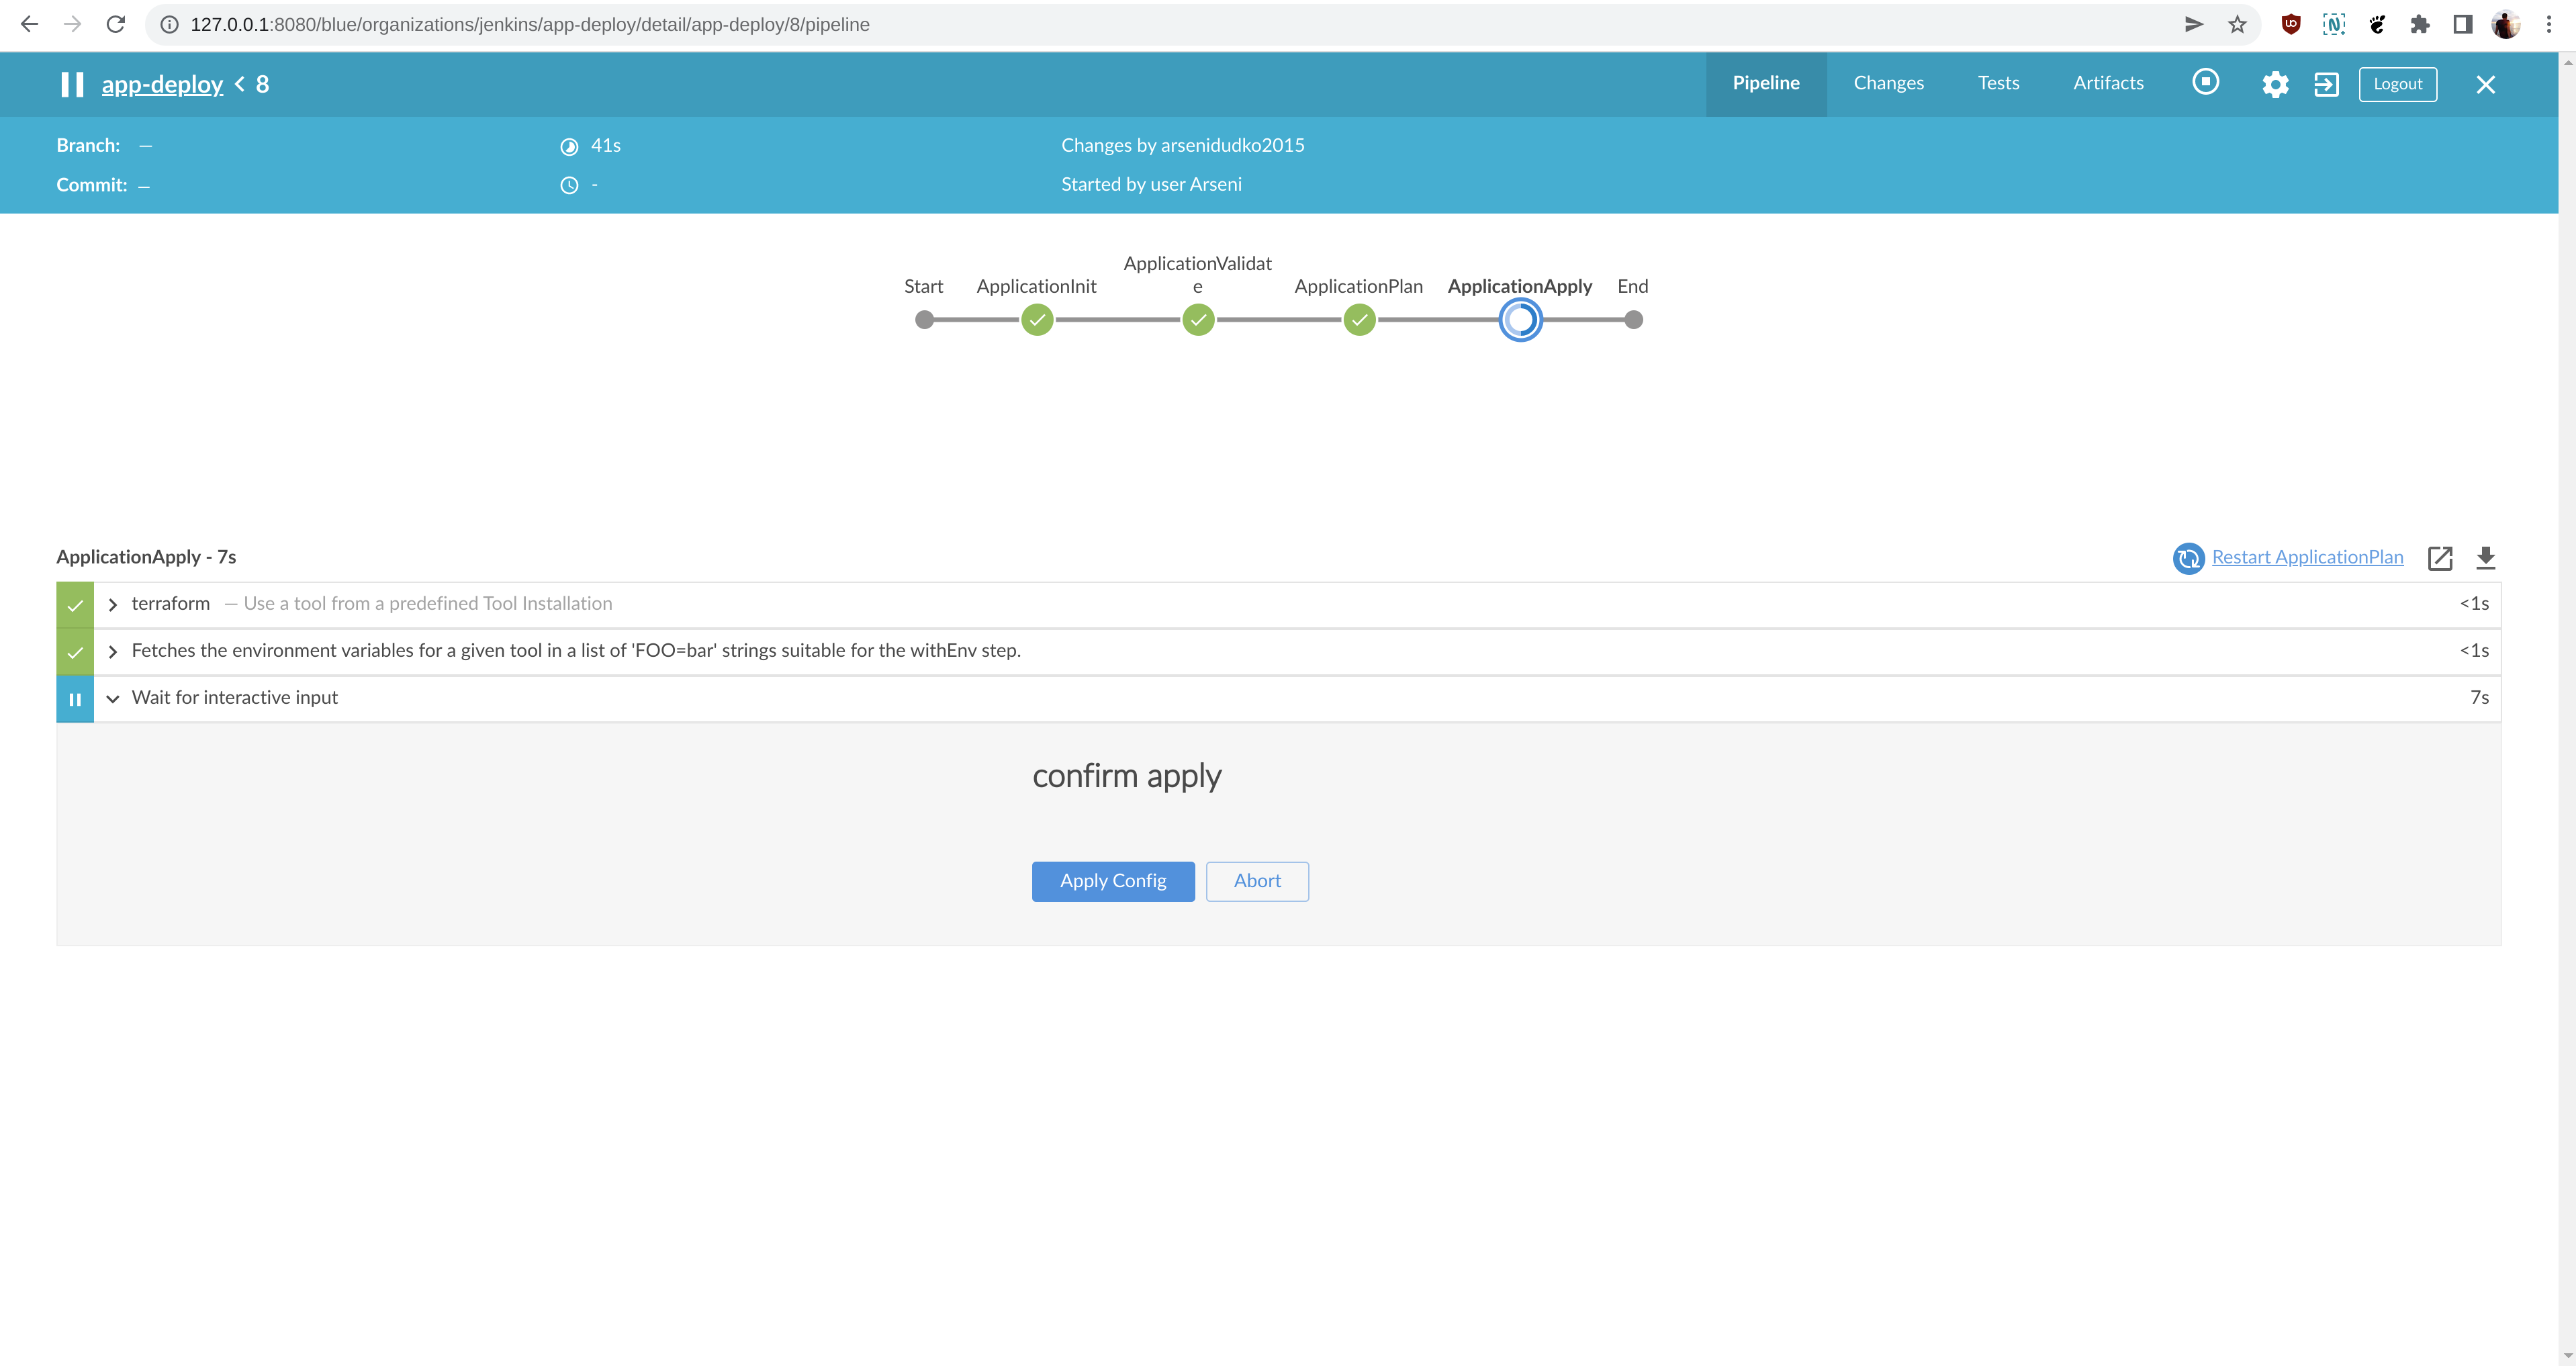 127.0.0.1:8080/blue/organizations/jenkins/app-deploy/detail/app-deploy/8/pipeline
app-deploy < 8
Pipeline
Changes
Tests
Artifacts
Logout
Branch: —
41s
Changes by arsenidudko2015
Commit: —
-
Started by user Arseni
Start
ApplicationInit
ApplicationValidat
e
ApplicationPlan
ApplicationApply
End
ApplicationApply - 7s
Restart ApplicationPlan
terraform — Use a tool from a predefined Tool Installation
<1s
Fetches the environment variables for a given tool in a list of 'FOO=bar' strings suitable for the withEnv step.
<1s
Wait for interactive input
7s
confirm apply
Apply Config
Abort